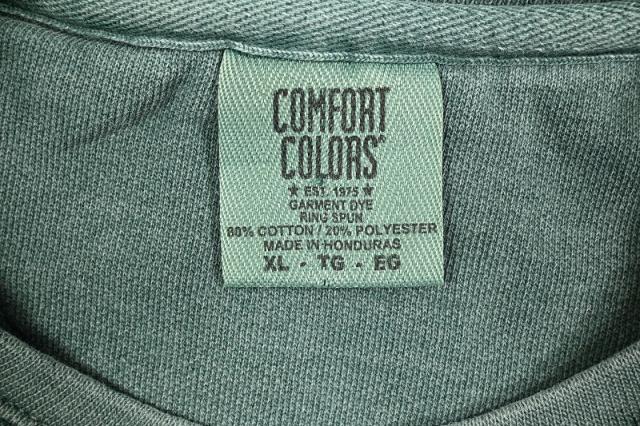 COMFORT
COLORS®
★ EST. 1975 ★
GARMENT DYE
RING SPUN
80% COTTON / 20% POLYESTER
MADE IN HONDURAS
XL - TG - EG